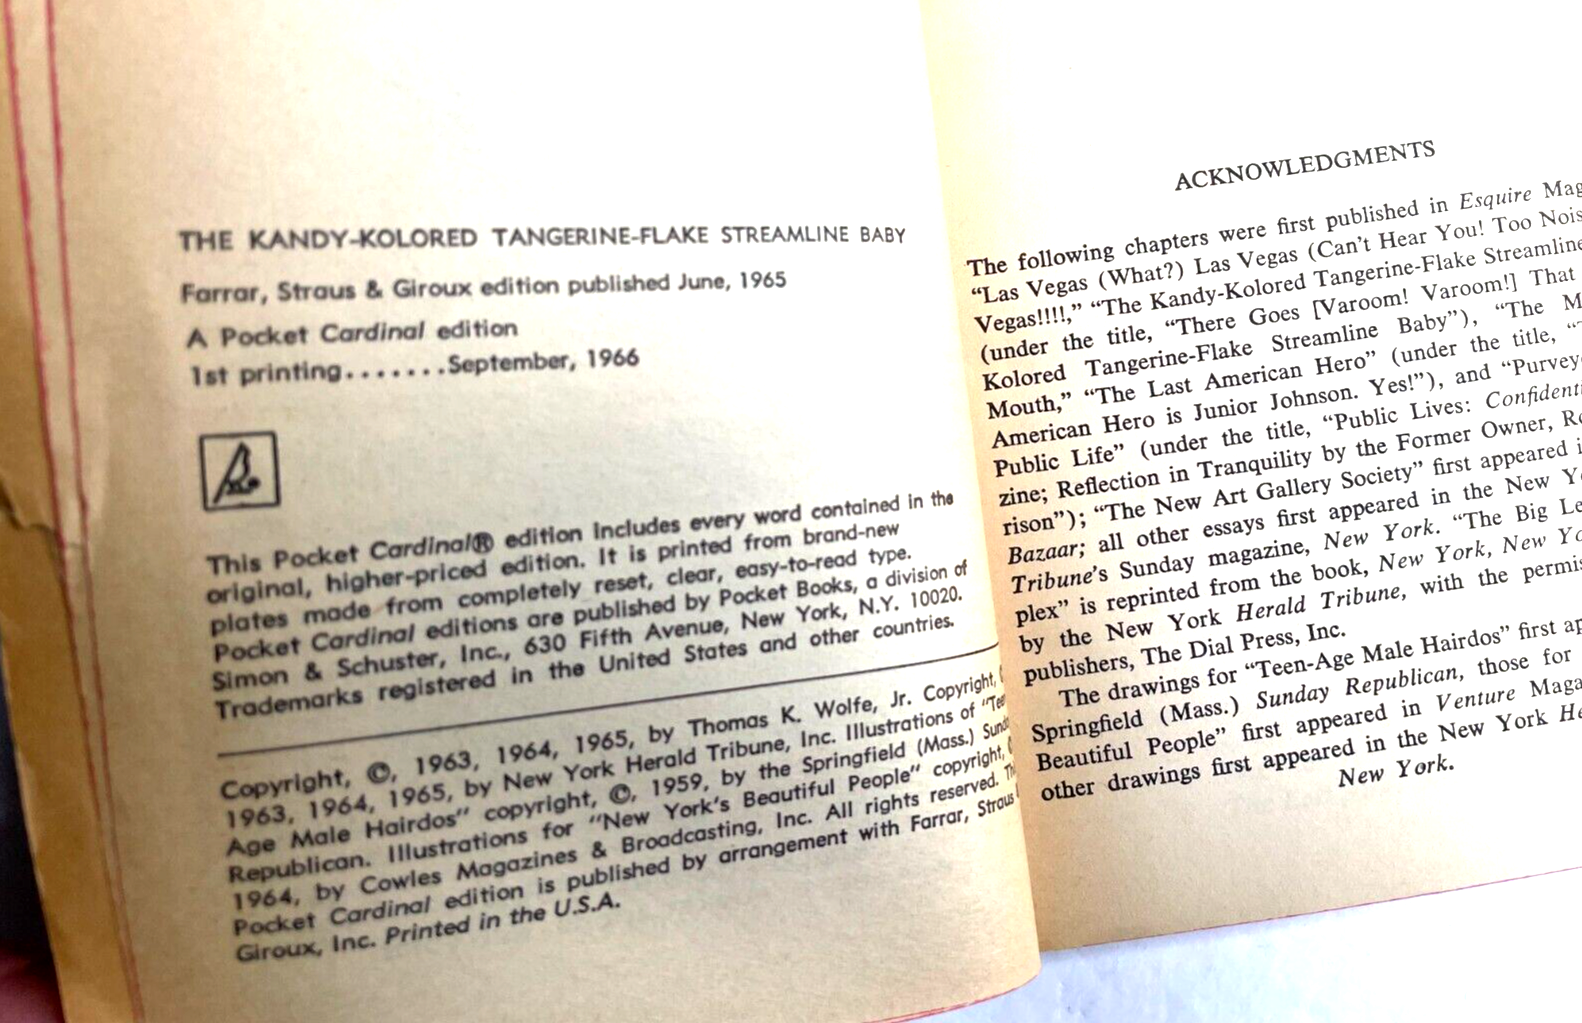 THE KANDY-KOLORED TANGERINE-FLAKE STREAMLINE BABY
Farrar, Straus & Giroux edition published June, 1965
A Pocket Cardinal edition
1st printing.......September, 1966
This Pocket Cardinal® edition includes every word contained in the
original, higher-priced edition. It is printed from brand-new
plates made from completely reset, clear, easy-to-read type.
Pocket Cardinal editions are published by Pocket Books, a division of
Simon & Schuster, Inc., 630 Fifth Avenue, New York, N.Y. 10020.
Trademarks registered in the United States and other countries.
Copyright, ©, 1963, 1964, 1965, by Thomas K. Wolfe, Jr. Copyright,
1963, 1964, 1965, by New York Herald Tribune, Inc. Illustrations of "Tee
Age Male Hairdos" copyright, ©, 1959, by the Springfield (Mass.) Sund
Republican. Illustrations for "New York's Beautiful People" copyright,
1964, by Cowles Magazines & Broadcasting, Inc. All rights reserved. Th
Pocket Cardinal edition is published by arrangement with Farrar, Straus
Giroux, Inc. Printed in the U.S.A.
ACKNOWLEDGMENTS
The following chapters were first published in Esquire Mag
“Las Vegas (What?) Las Vegas (Can’t Hear You! Too Nois
Vegas!!!!,” “The Kandy-Kolored Tangerine-Flake Streamline
(under the title, “There Goes [Varoom! Varoom!] That
Kolored Tangerine-Flake Streamline Baby”), “The M
Mouth,” “The Last American Hero” (under the title, “
American Hero is Junior Johnson. Yes!”), and “Purvey
Public Life” (under the title, “Public Lives: Confident
zine; Reflection in Tranquility by the Former Owner, Ro
rison”); “The New Art Gallery Society” first appeared i
Bazaar; all other essays first appeared in the New Y
Tribune’s Sunday magazine, New York. “The Big Le
plex” is reprinted from the book, New York, New Yo
by the New York Herald Tribune, with the permis
publishers, The Dial Press, Inc.
The drawings for “Teen-Age Male Hairdos” first ap
Springfield (Mass.) Sunday Republican, those for
Beautiful People” first appeared in Venture Maga
other drawings first appeared in the New York He
New York.